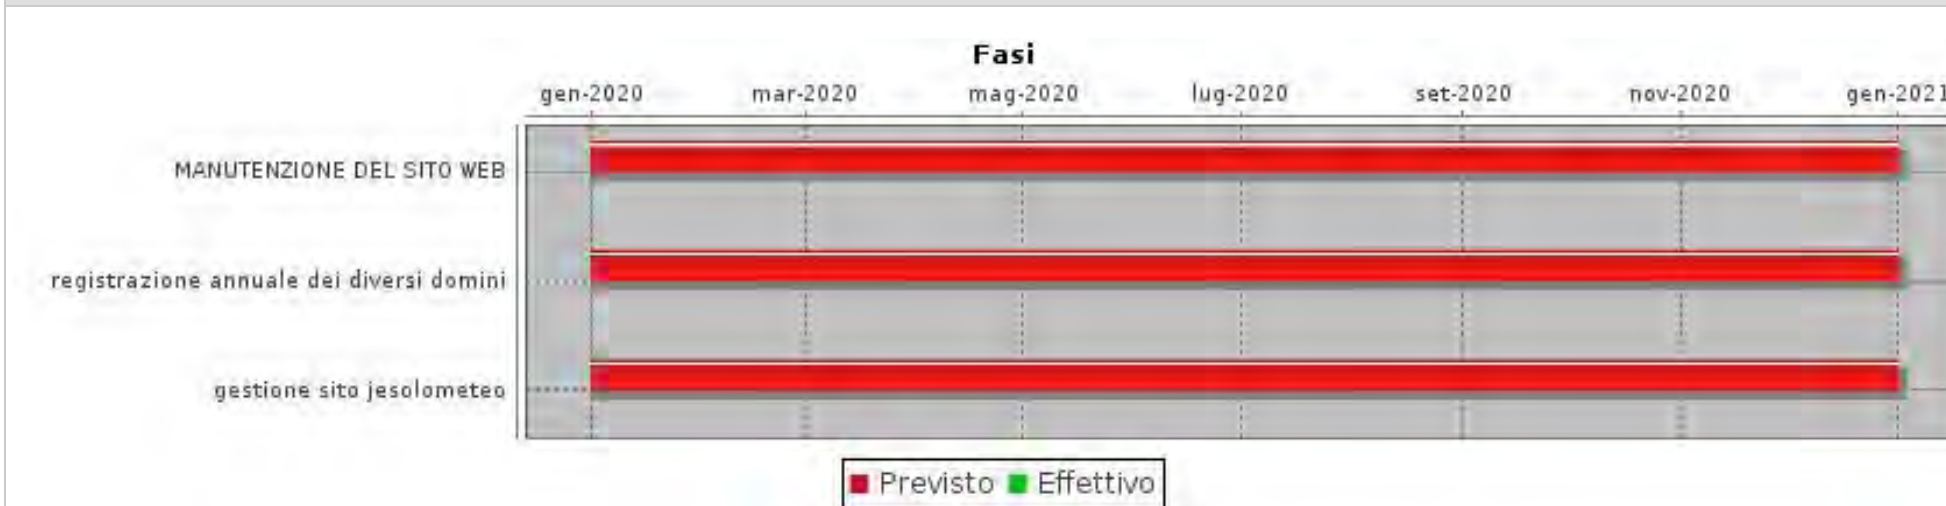 Fasi
gen-2020 mar-2020 mag-2020 lug-2020 set-2020 nov-2020 gen-2021
MANUTENZIONE DEL SITO WEB
registrazione annuale dei diversi domini
gestione sito jesolometeo
Previsto Effettivo